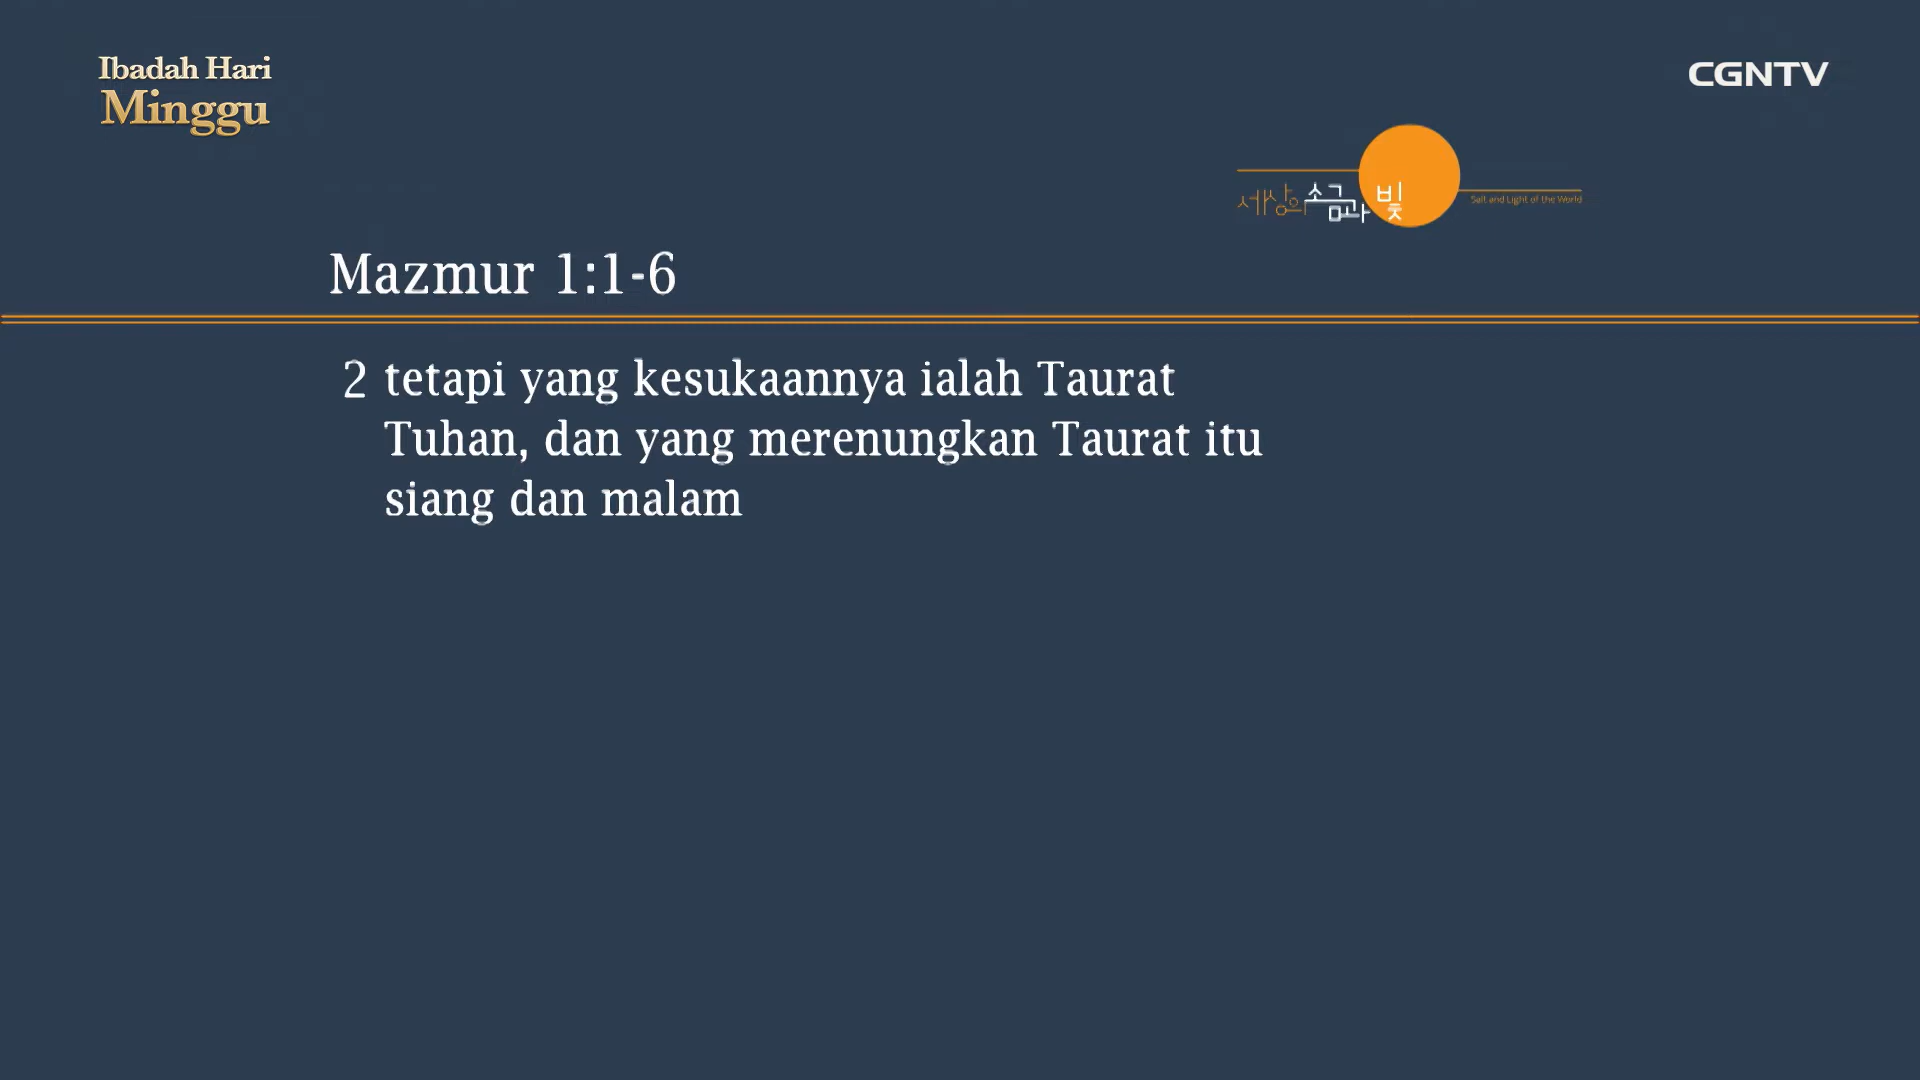 Ibadah Hari
Minggu
CGNTV
세상의 소금과 빛
Salt and Light of the World
Mazmur 1:1-6
2 tetapi yang kesukaannya ialah Taurat
Tuhan, dan yang merenungkan Taurat itu
siang dan malam